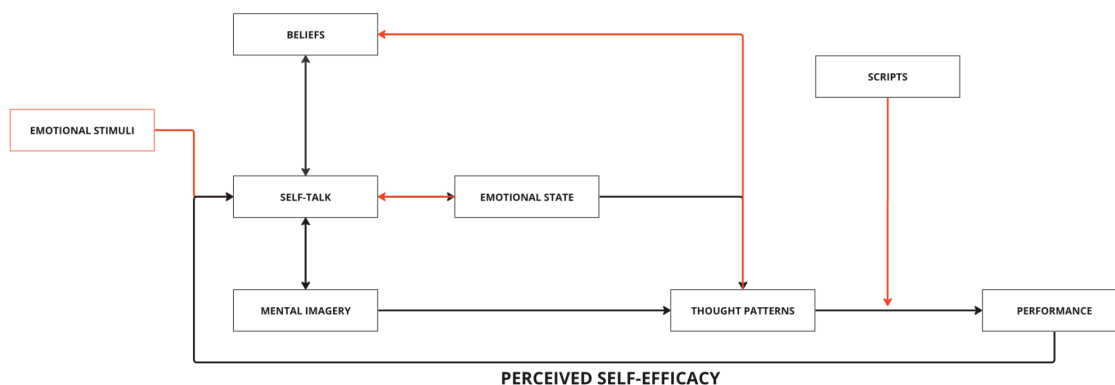 BELIEFS
SCRIPTS
EMOTIONAL STIMULI
SELF-TALK
EMOTIONAL STATE
MENTAL IMAGERY
THOUGHT PATTERNS
PERFORMANCE
PERCEIVED SELF-EFFICACY